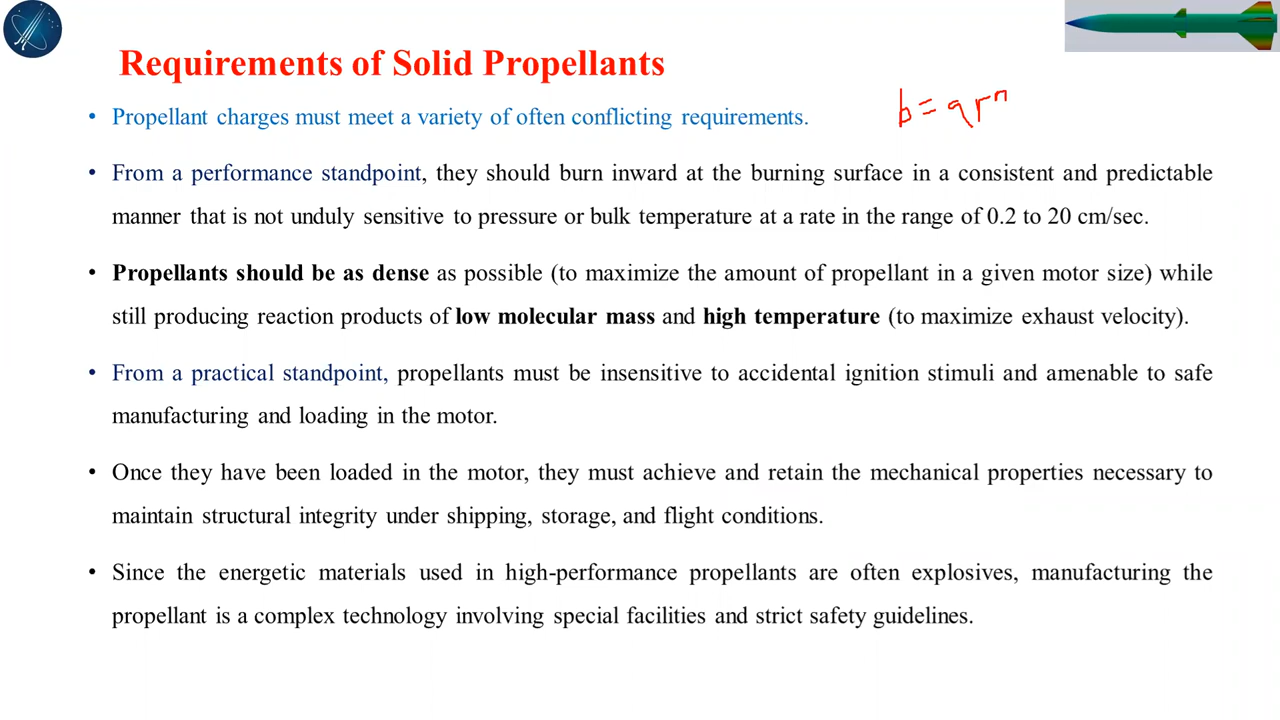 Requirements of Solid Propellants
• Propellant charges must meet a variety of often conflicting requirements.
b = qrⁿ
• From a performance standpoint, they should burn inward at the burning surface in a consistent and predictable
manner that is not unduly sensitive to pressure or bulk temperature at a rate in the range of 0.2 to 20 cm/sec.
• Propellants should be as dense as possible (to maximize the amount of propellant in a given motor size) while
still producing reaction products of low molecular mass and high temperature (to maximize exhaust velocity).
• From a practical standpoint, propellants must be insensitive to accidental ignition stimuli and amenable to safe
manufacturing and loading in the motor.
• Once they have been loaded in the motor, they must achieve and retain the mechanical properties necessary to
maintain structural integrity under shipping, storage, and flight conditions.
• Since the energetic materials used in high-performance propellants are often explosives, manufacturing the
propellant is a complex technology involving special facilities and strict safety guidelines.